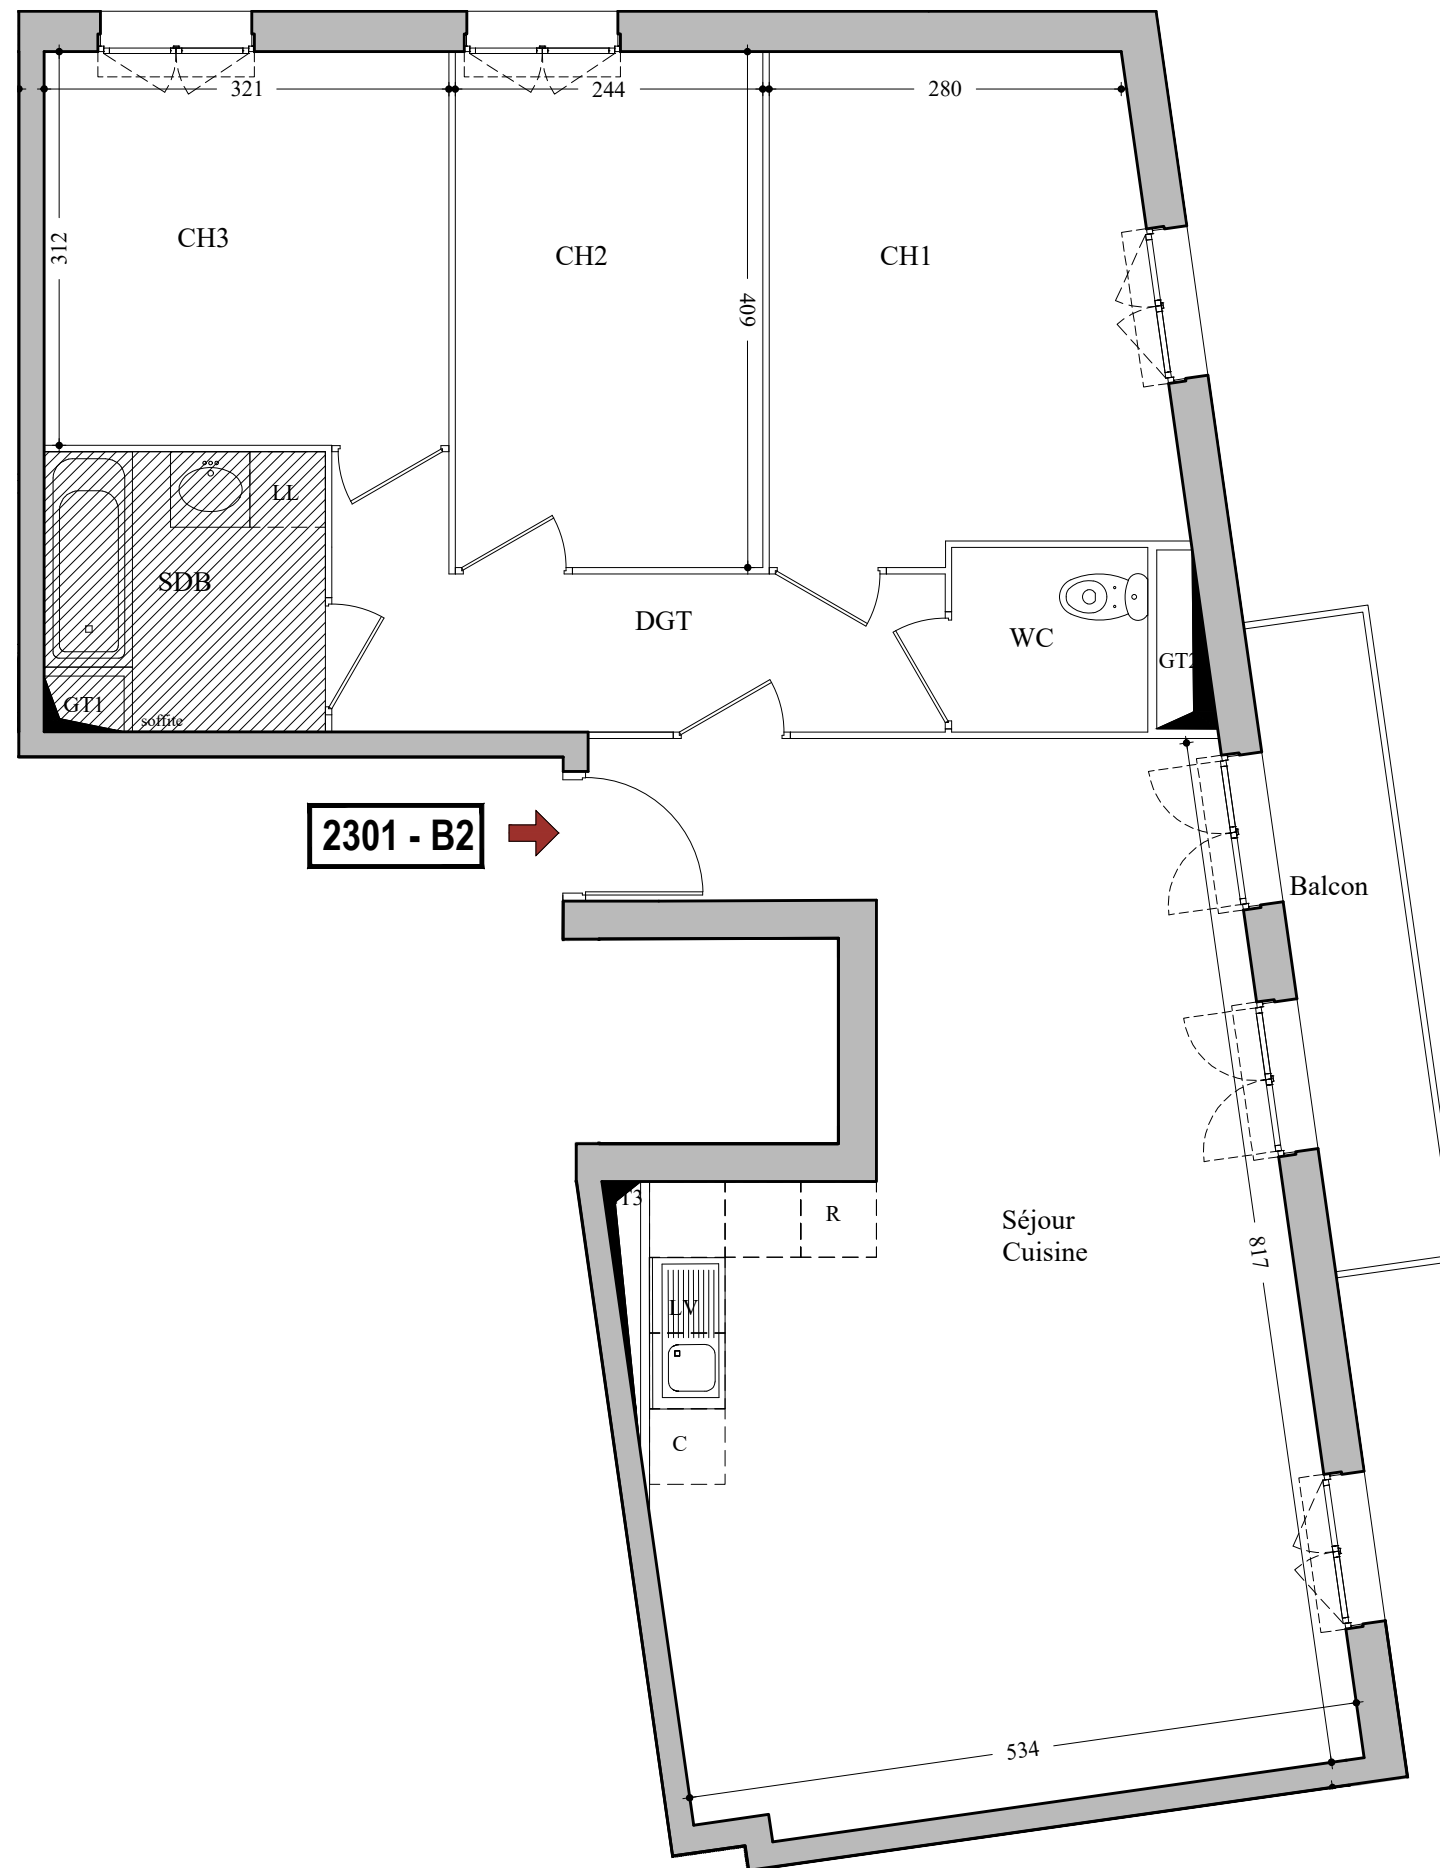 321
244
280
312
CH3
CH2
CH1
409
LL
SDB
DGT
WC
GT2
GT1
soffite
2301 - B2
Balcon
T3
R
Séjour
Cuisine
817
LV
C
534